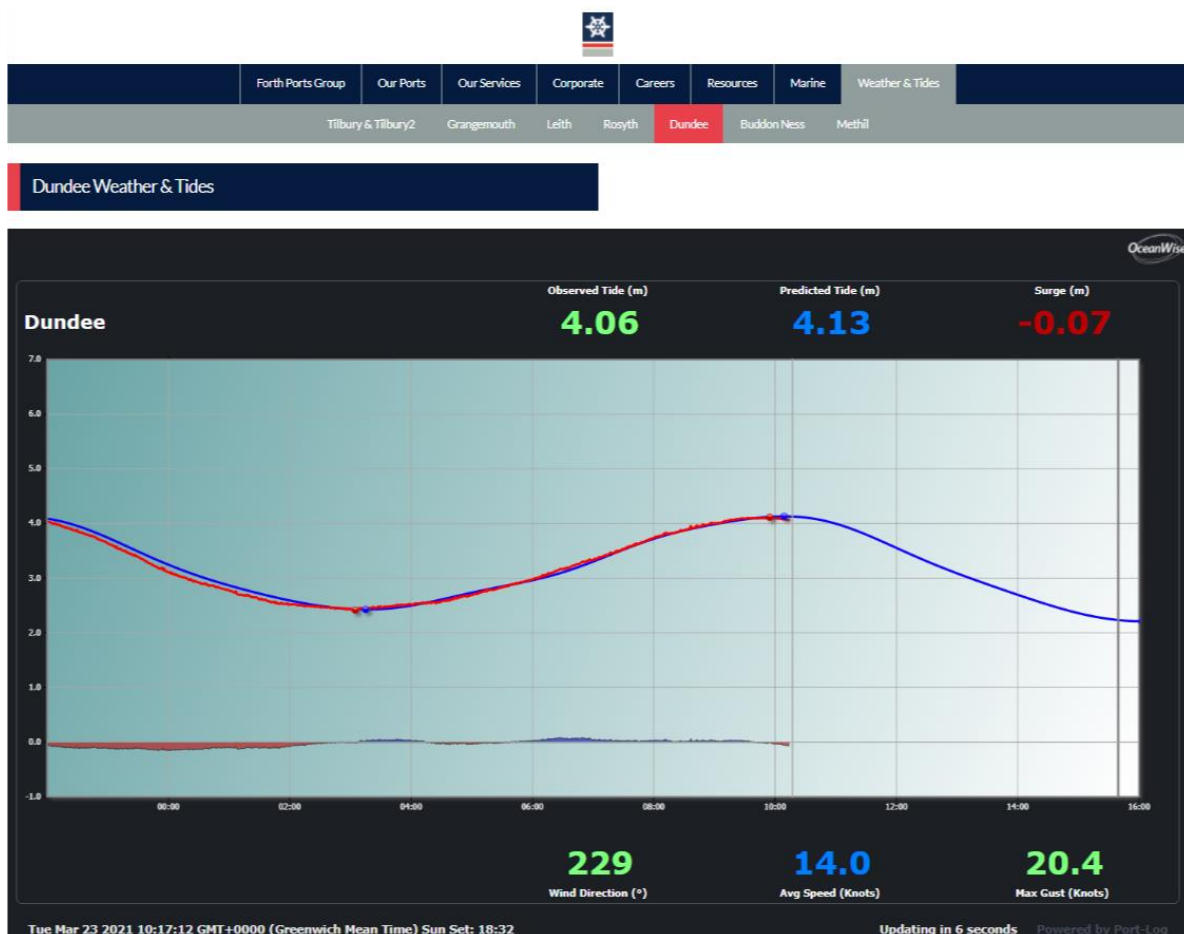 Forth Ports Group Our Ports Our Services Corporate Careers Resources Marine Weather & Tides
Tilbury & Tilbury2 Grangemouth Leith Rosyth Dundee Buddon Ness Methil
Dundee Weather & Tides
OceanWise
Observed Tide (m) Predicted Tide (m) Surge (m)
Dundee 4.06 4.13 -0.07
7.0
6.0
5.0
4.0
3.0
2.0
1.0
0.0
-1.0
00:00 02:00 04:00 06:00 08:00 10:00 12:00 14:00 16:00
229 14.0 20.4
Wind Direction (°) Avg Speed (Knots) Max Gust (Knots)
Tue Mar 23 2021 10:17:12 GMT+0000 (Greenwich Mean Time) Sun Set: 18:32 Updating in 6 seconds Powered by Port-Log